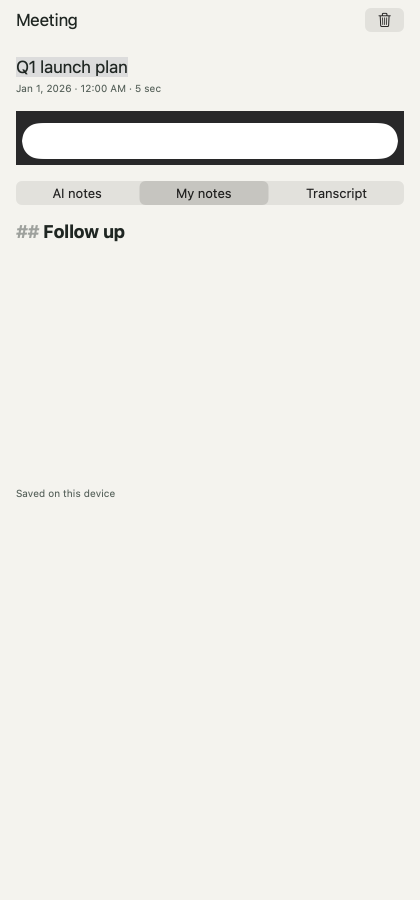 Meeting
Q1 launch plan
Jan 1, 2026 · 12:00 AM · 5 sec
AI notes My notes Transcript
## Follow up
Saved on this device